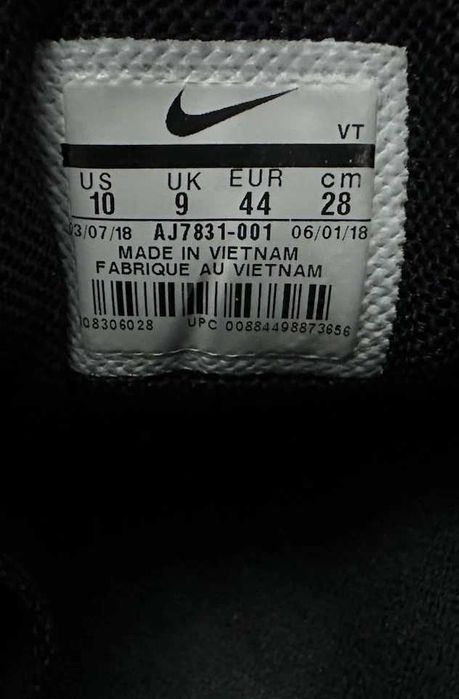 VT
US UK EUR cm
10 9 44 28
3/07/18 AJ7831-001 06/01/18
MADE IN VIETNAM
FABRIQUE AU VIETNAM
08306028 UPC 00884498873656